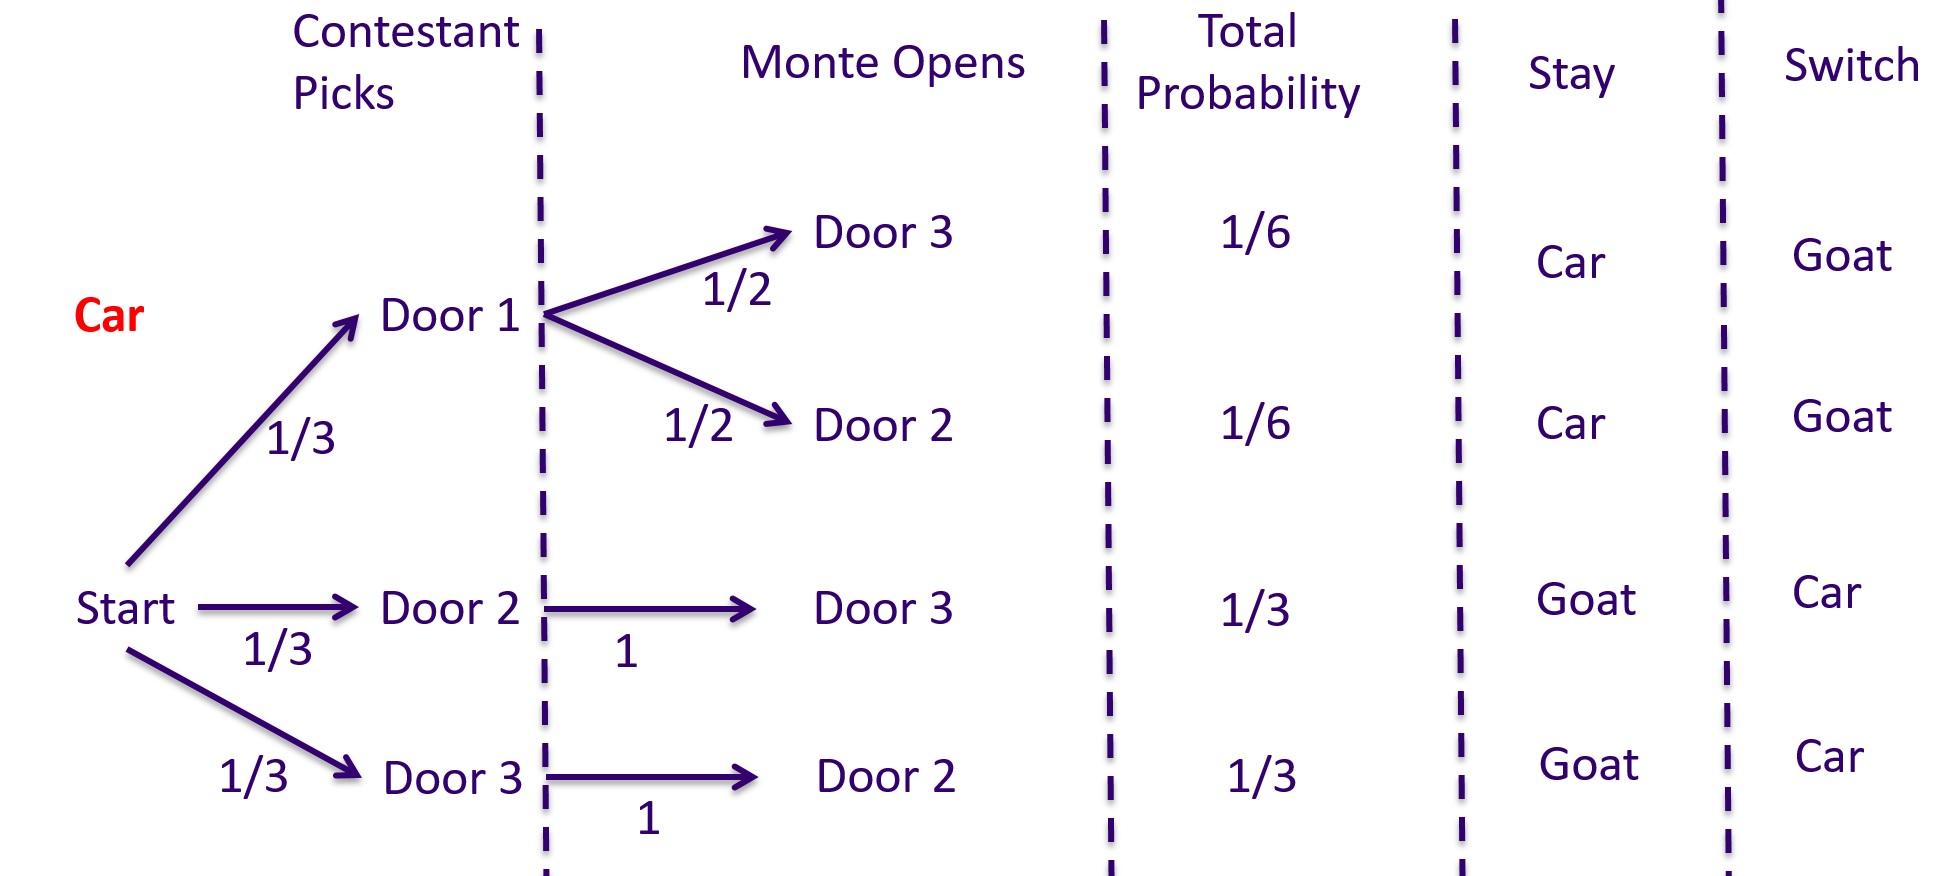 Contestant
Picks
Monte Opens
Total
Probability
Stay
Switch
Door 3
1/6
Car
Goat
1/2
Car
Door 1
1/3
1/2
Door 2
1/6
Car
Goat
Start
1/3
Door 2
1
Door 3
1/3
Goat
Car
1/3
Door 3
1
Door 2
1/3
Goat
Car